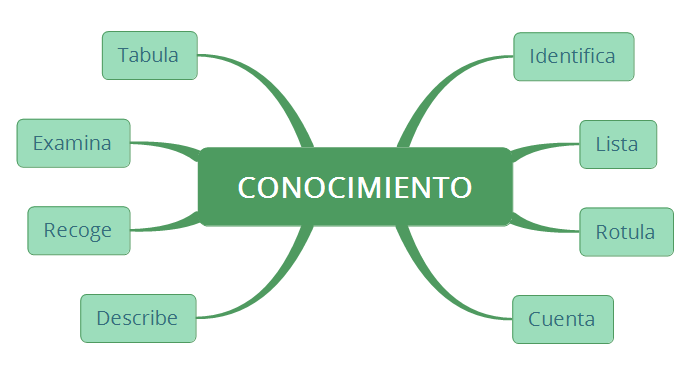 Tabula
Identifica
Examina
Lista
CONOCIMIENTO
Recoge
Rotula
Describe
Cuenta